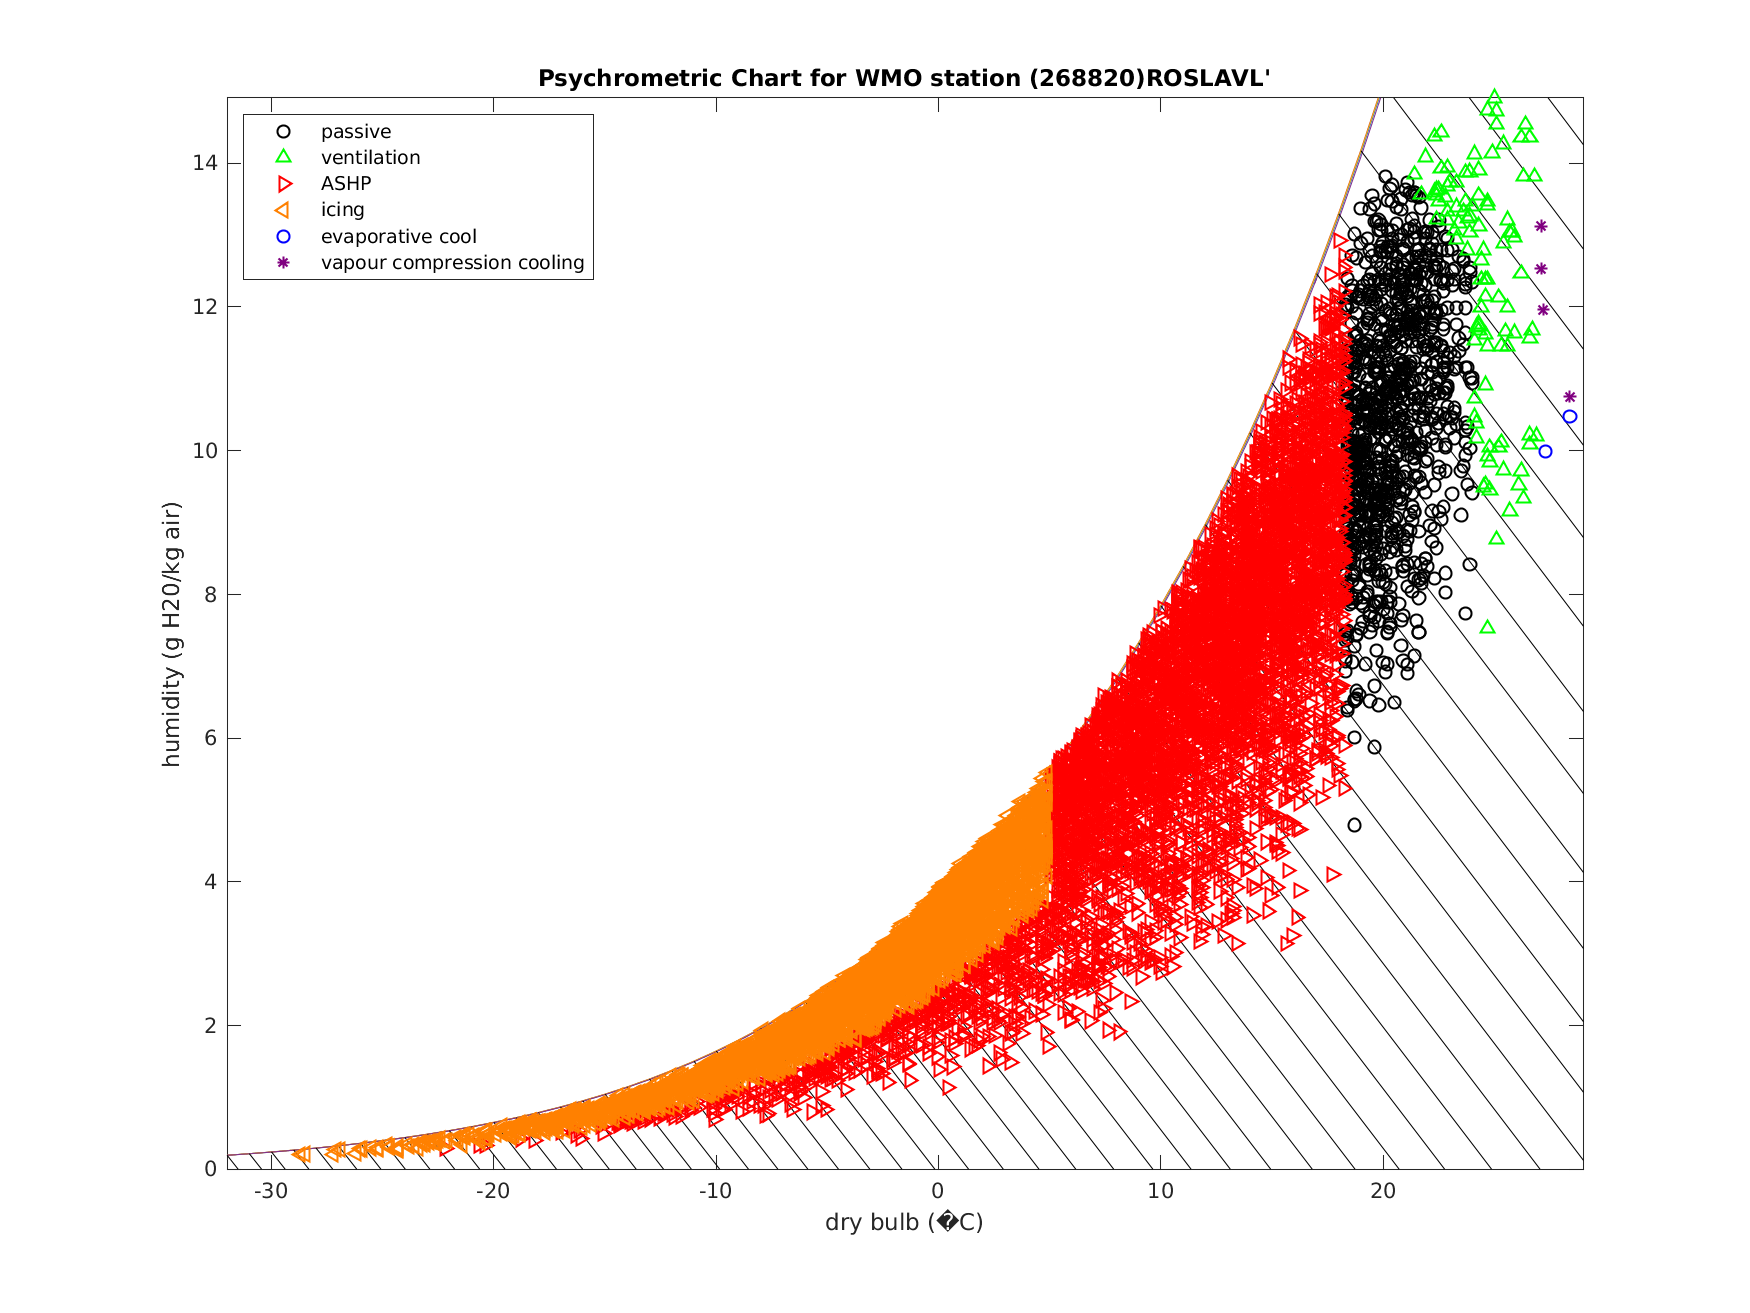 Psychrometric Chart for WMO station (268820)ROSLAVL'
passive
ventilation
ASHP
icing
evaporative cool
vapour compression cooling
humidity (g H20/kg air)
14
12
10
8
6
4
2
0
-30
-20
-10
0
10
20
dry bulb (�C)